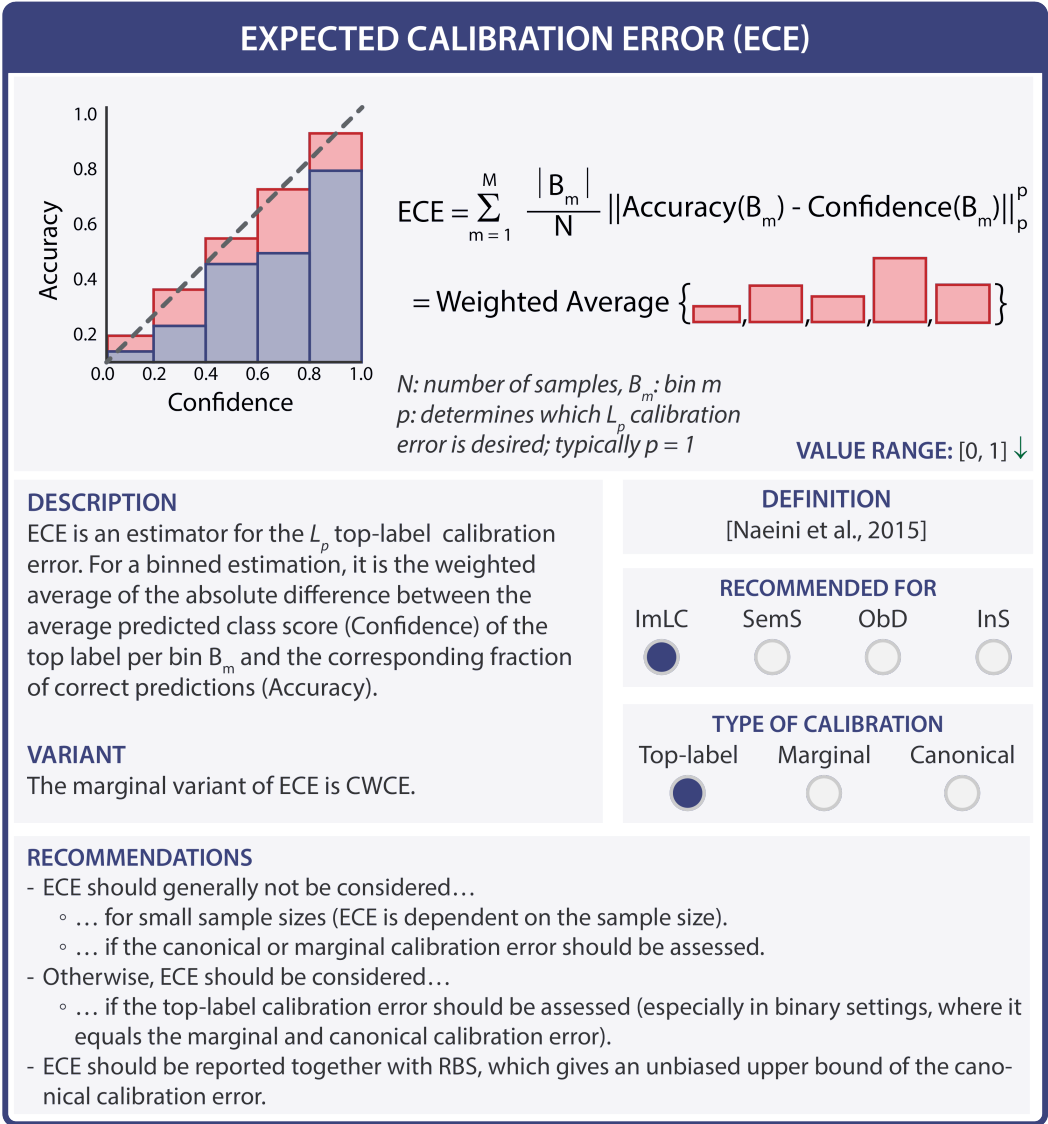 EXPECTED CALIBRATION ERROR (ECE)
1.0
0.8
0.6
0.4
0.2
Accuracy
0.0 0.2 0.4 0.6 0.8 1.0
Confidence
ECE = M Σ m = 1 |Bm| / N ||Accuracy(Bm) - Confidence(Bm)||pp
= Weighted Average { , , , , }
N: number of samples, Bm: bin m
p: determines which Lp calibration
error is desired; typically p = 1
VALUE RANGE: [0, 1] ↓
DESCRIPTION
ECE is an estimator for the Lp top-label calibration
error. For a binned estimation, it is the weighted
average of the absolute difference between the
average predicted class score (Confidence) of the
top label per bin Bm and the corresponding fraction
of correct predictions (Accuracy).
VARIANT
The marginal variant of ECE is CWCE.
DEFINITION
[Naeini et al., 2015]
RECOMMENDED FOR
ImLC SemS ObD InS
TYPE OF CALIBRATION
Top-label Marginal Canonical
RECOMMENDATIONS
- ECE should generally not be considered…
◦ … for small sample sizes (ECE is dependent on the sample size).
◦ … if the canonical or marginal calibration error should be assessed.
- Otherwise, ECE should be considered…
◦ … if the top-label calibration error should be assessed (especially in binary settings, where it
equals the marginal and canonical calibration error).
- ECE should be reported together with RBS, which gives an unbiased upper bound of the cano-
nical calibration error.